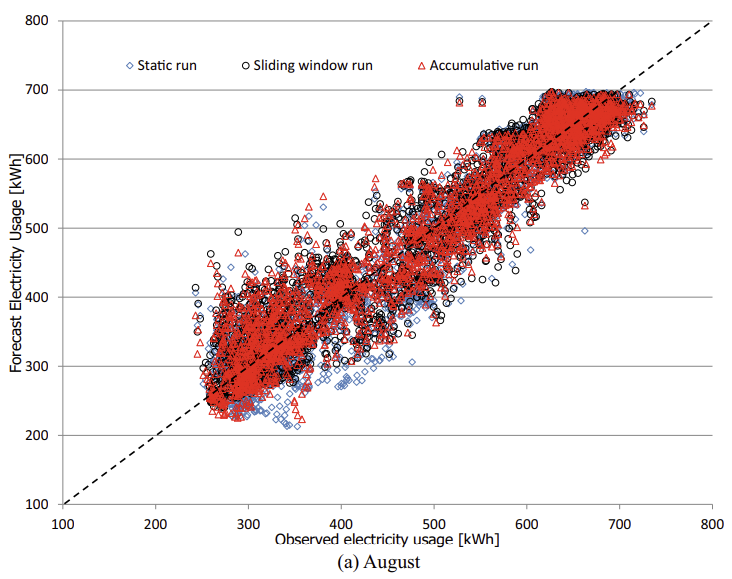 800
700
600
500
400
300
200
100
Forecast Electricity Usage [kWh]
Static run
Sliding window run
Accumulative run
100 200 300 400 500 600 700 800
Observed electricity usage [kWh]
(a) August